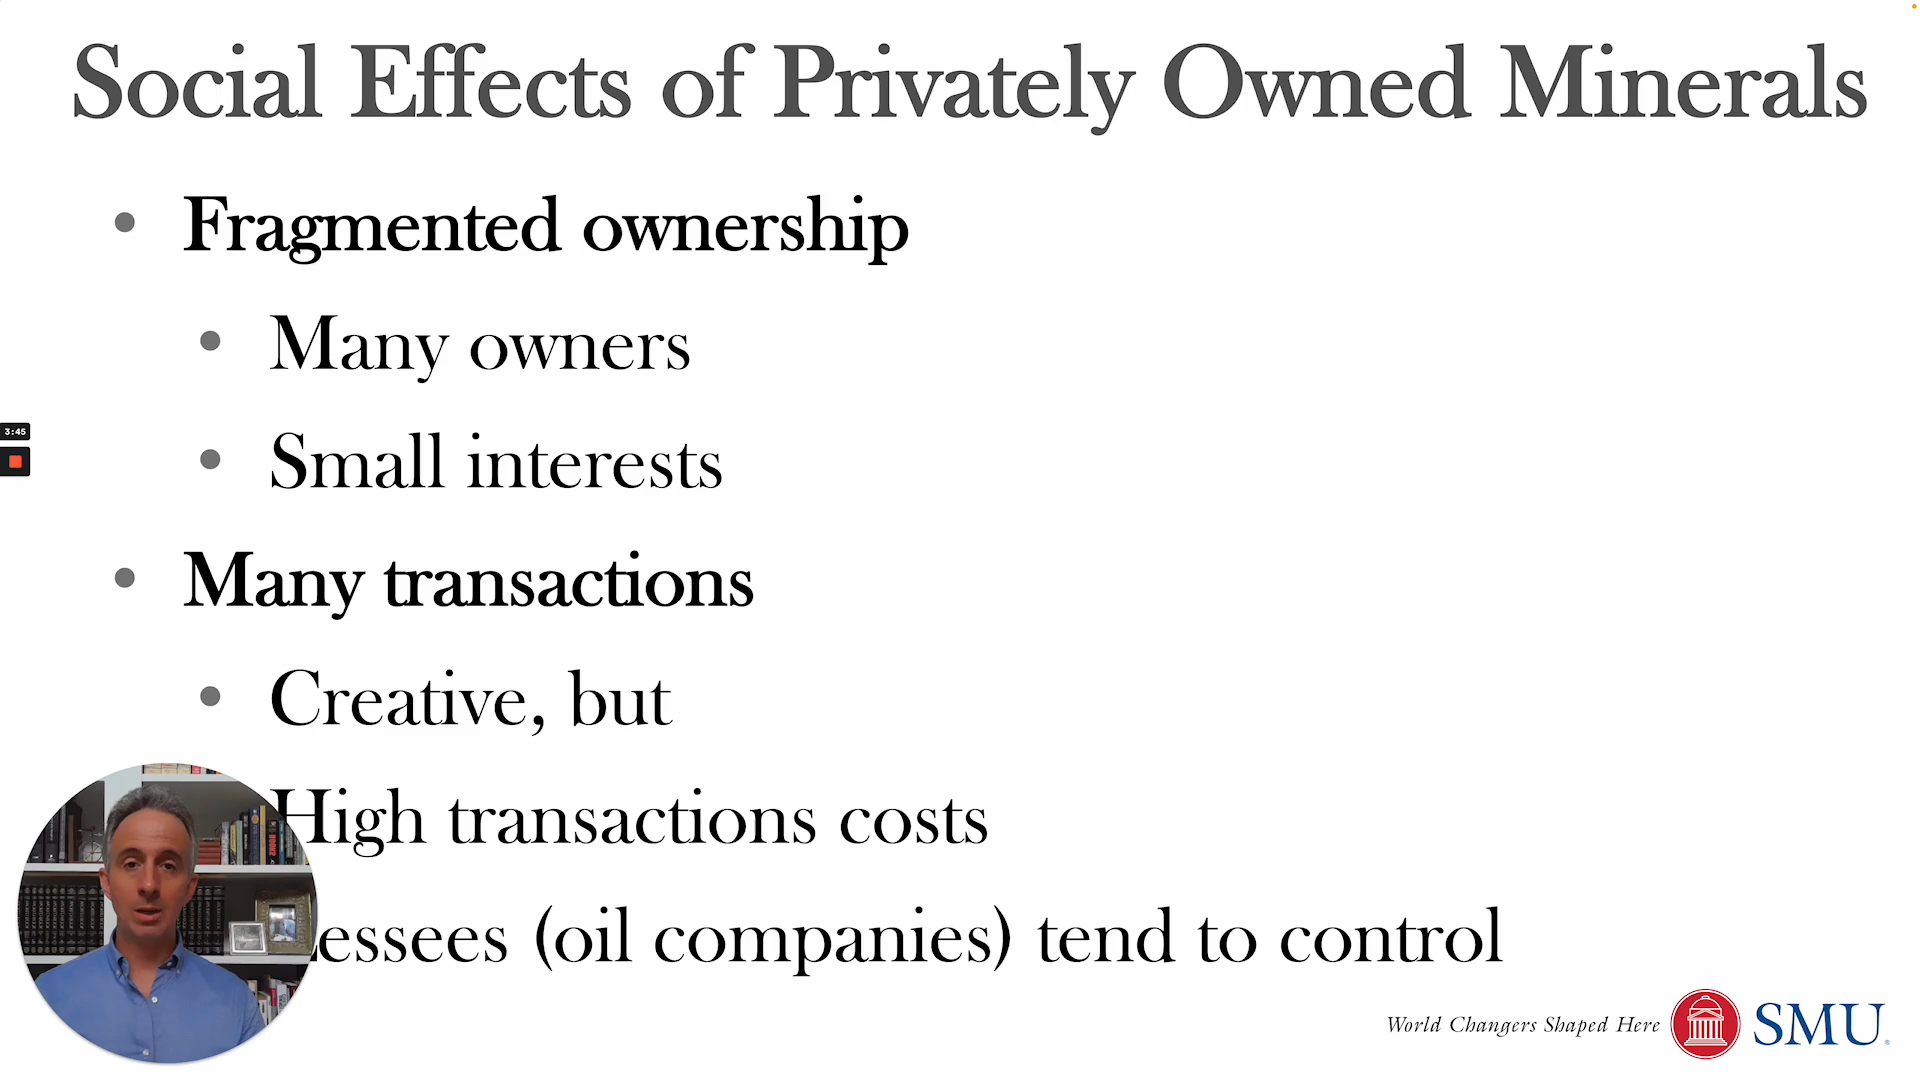 Social Effects of Privately Owned Minerals
• Fragmented ownership
• Many owners
• Small interests
3:45
• Many transactions
• Creative, but
High transactions costs
Lessees (oil companies) tend to control
World Changers Shaped Here SMU